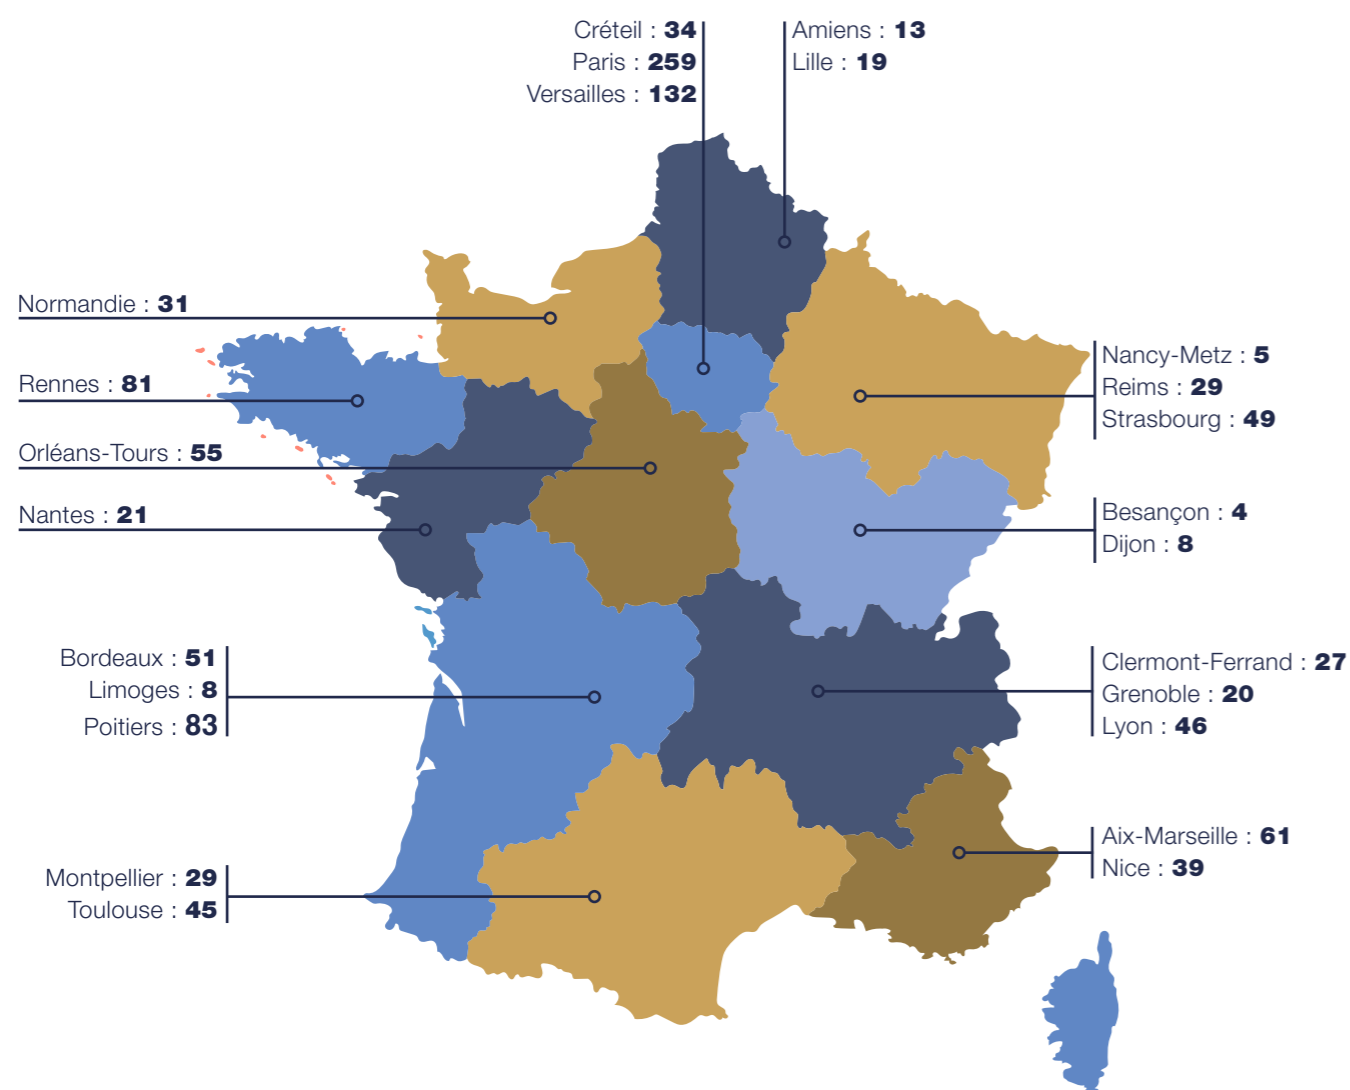 Créteil : 34
Paris : 259
Versailles : 132
Amiens : 13
Lille : 19
Normandie : 31
Rennes : 81
Orléans-Tours : 55
Nantes : 21
Nancy-Metz : 5
Reims : 29
Strasbourg : 49
Besançon : 4
Dijon : 8
Bordeaux : 51
Limoges : 8
Poitiers : 83
Clermont-Ferrand : 27
Grenoble : 20
Lyon : 46
Montpellier : 29
Toulouse : 45
Aix-Marseille : 61
Nice : 39